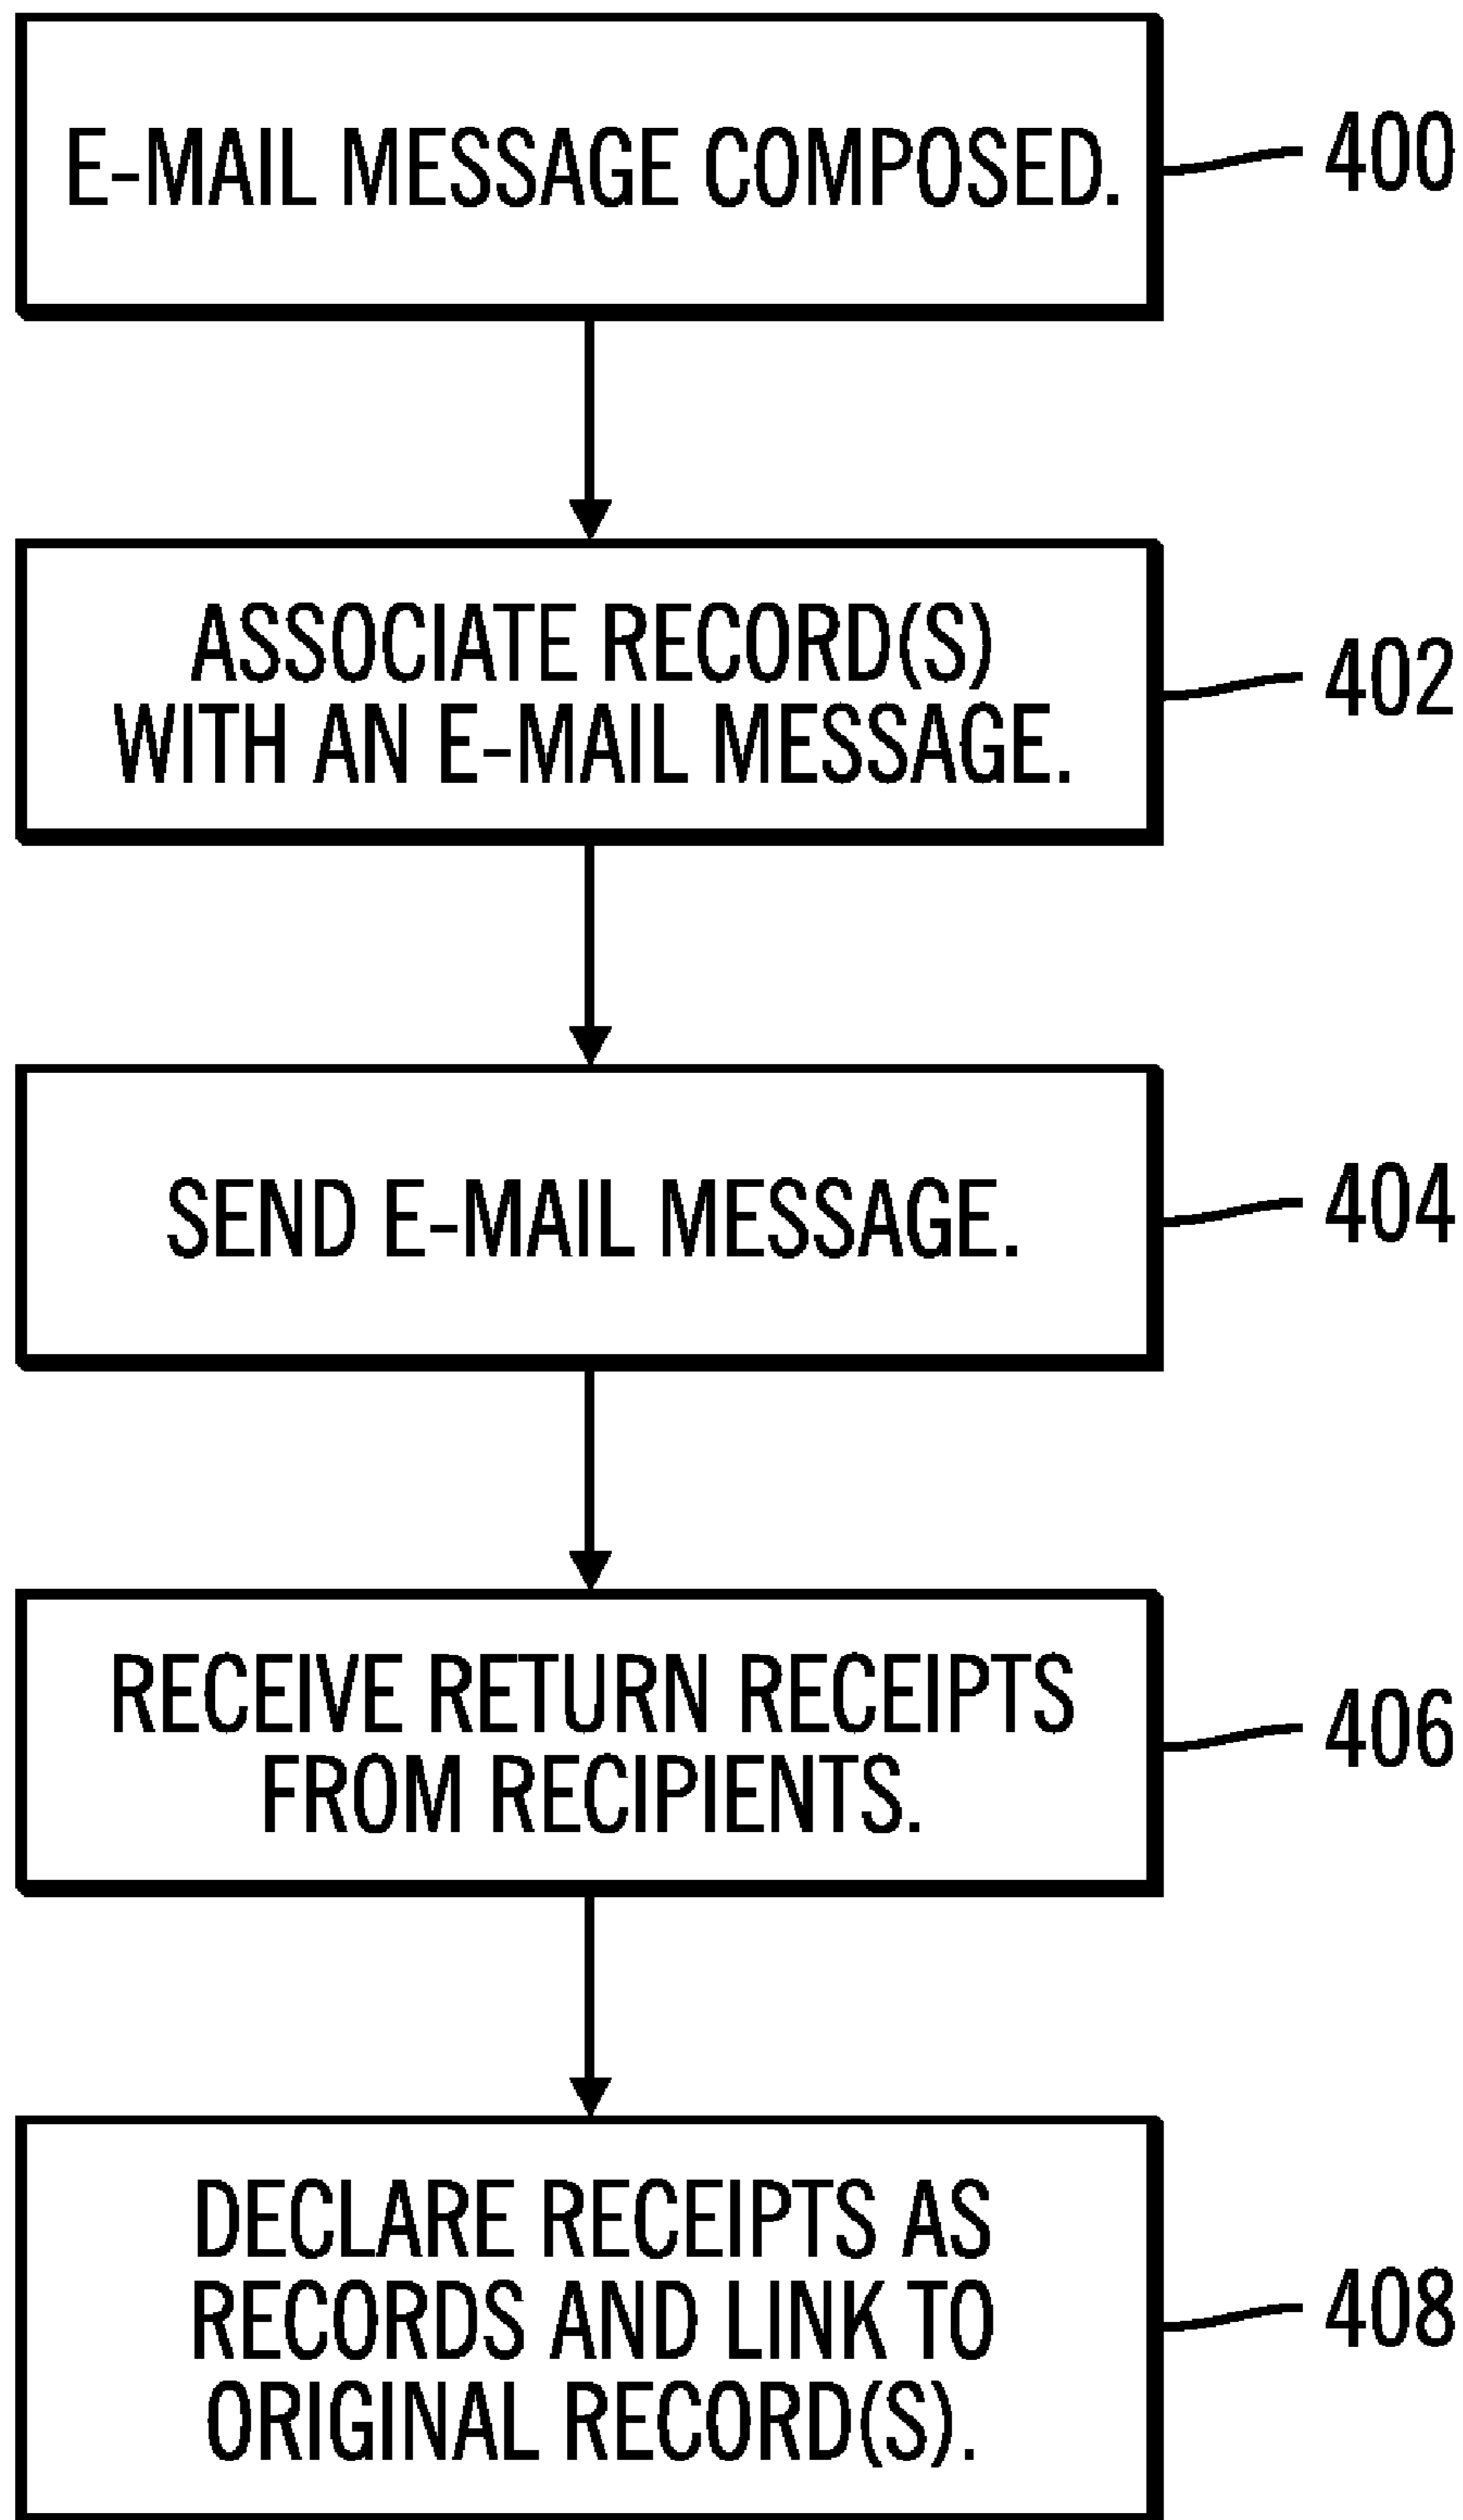 E-MAIL MESSAGE COMPOSED.
400
ASSOCIATE RECORD(S)
WITH AN E-MAIL MESSAGE.
402
SEND E-MAIL MESSAGE.
404
RECEIVE RETURN RECEIPTS
FROM RECIPIENTS.
406
DECLARE RECEIPTS AS
RECORDS AND LINK TO
ORIGINAL RECORD(S).
408